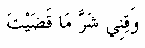 وَقِنِي شَرَّ مَا قَضَيْتَ